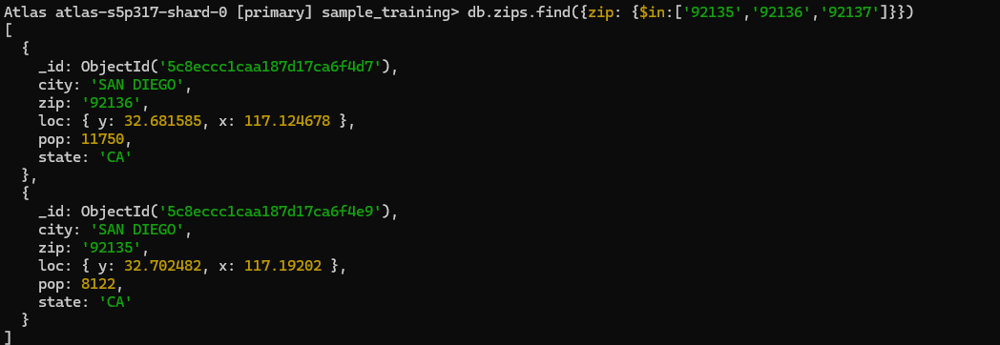 Atlas atlas-s5p317-shard-0 [primary] sample_training> db.zips.find({zip: {$in:['92135','92136','92137']}})
[
  {
    _id: ObjectId('5c8eccc1caa187d17ca6f4d7'),
    city: 'SAN DIEGO',
    zip: '92136',
    loc: { y: 32.681585, x: 117.124678 },
    pop: 11750,
    state: 'CA'
  },
  {
    _id: ObjectId('5c8eccc1caa187d17ca6f4e9'),
    city: 'SAN DIEGO',
    zip: '92135',
    loc: { y: 32.702482, x: 117.19202 },
    pop: 8122,
    state: 'CA'
  }
]